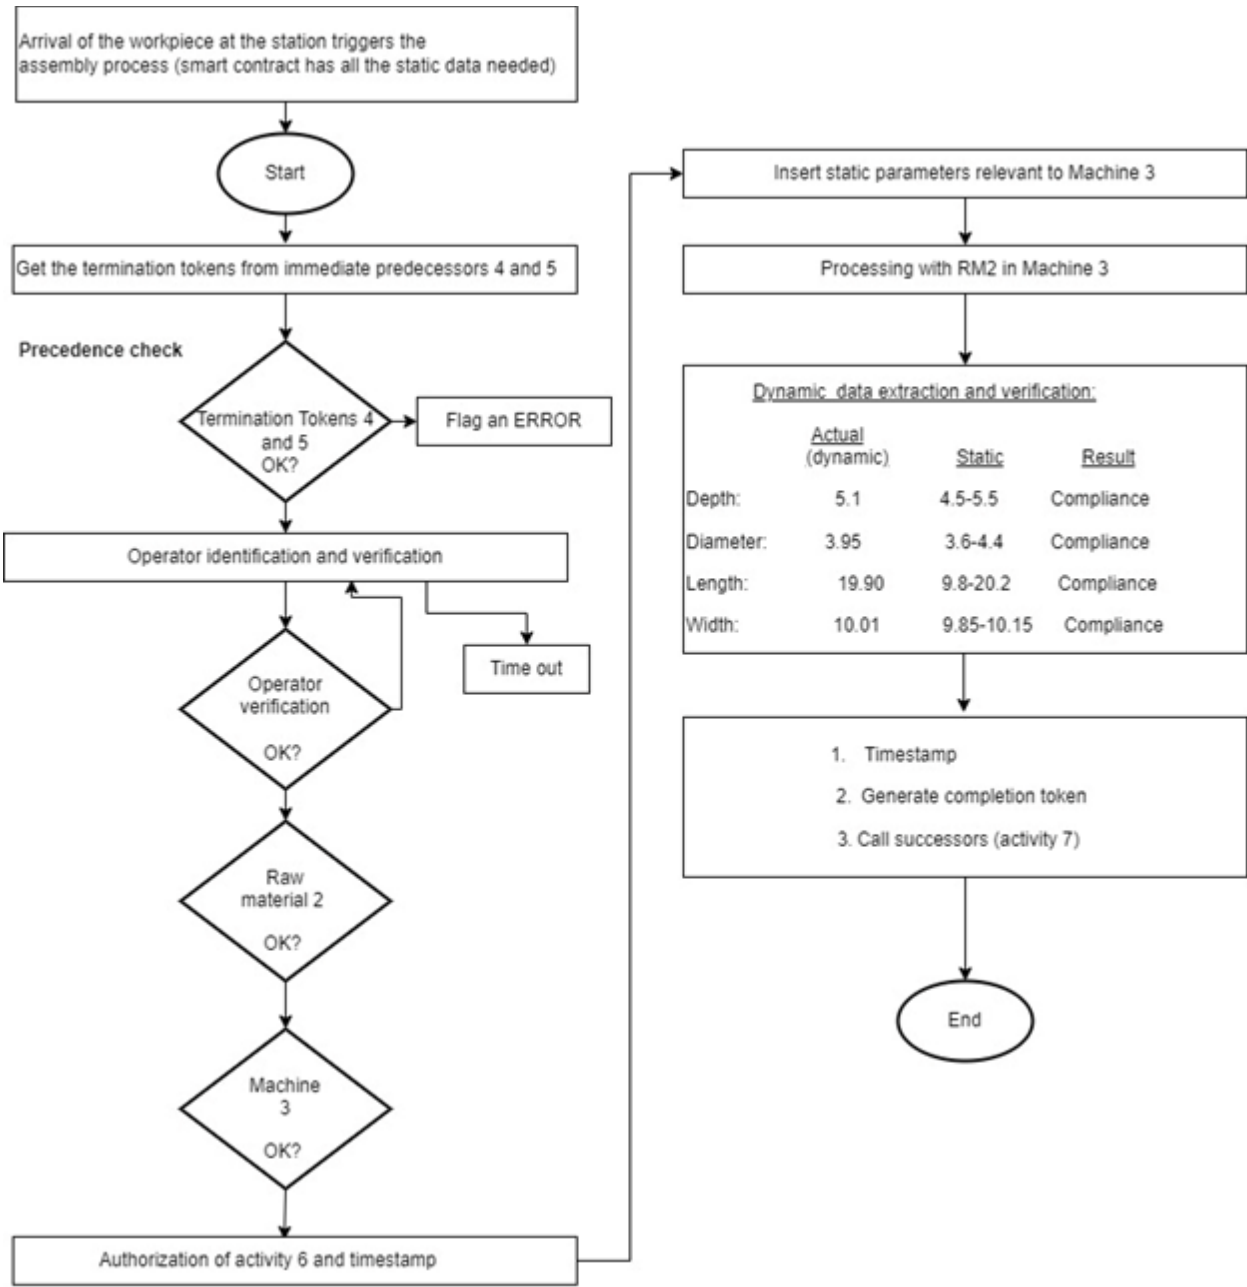 Arrival of the workpiece at the station triggers the
assembly process (smart contract has all the static data needed)
Start
Get the termination tokens from immediate predecessors 4 and 5
Precedence check
Termination Tokens 4
and 5
OK?
Flag an ERROR
Operator identification and verification
Time out
Operator
verification
OK?
Raw
material 2
OK?
Machine
3
OK?
Authorization of activity 6 and timestamp
Insert static parameters relevant to Machine 3
Processing with RM2 in Machine 3
Dynamic data extraction and verification:
Actual
(dynamic) Static Result
Depth: 5.1 4.5-5.5 Compliance
Diameter: 3.95 3.6-4.4 Compliance
Length: 19.90 9.8-20.2 Compliance
Width: 10.01 9.85-10.15 Compliance
1. Timestamp
2. Generate completion token
3. Call successors (activity 7)
End